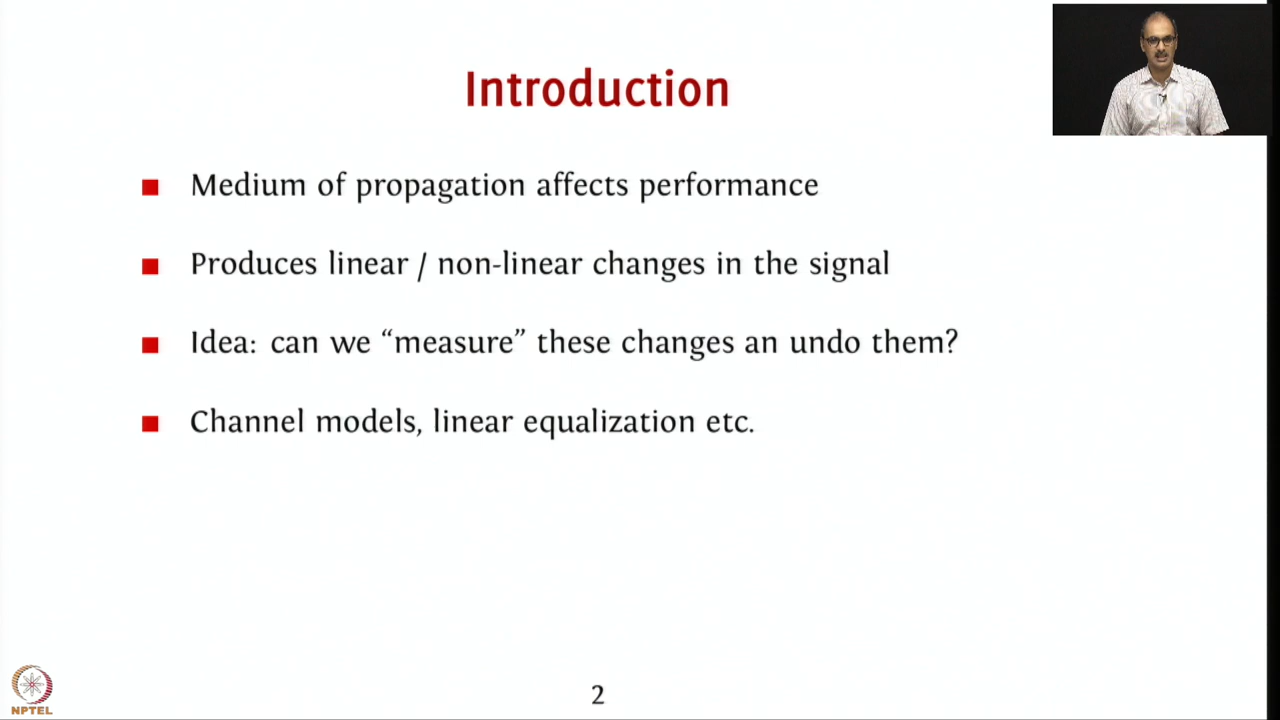 Introduction
Medium of propagation affects performance
Produces linear / non-linear changes in the signal
Idea: can we “measure” these changes an undo them?
Channel models, linear equalization etc.
2
NPTEL